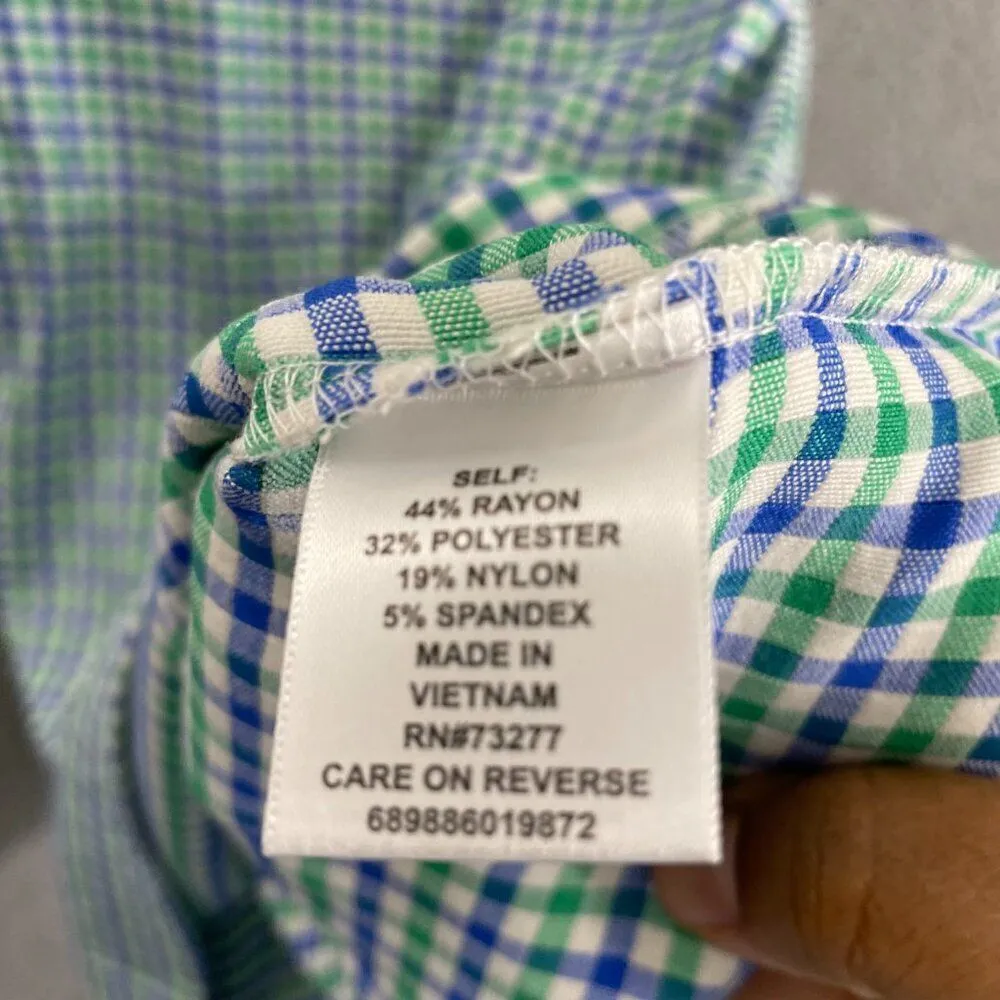 SELF:
44% RAYON
32% POLYESTER
19% NYLON
5% SPANDEX
MADE IN
VIETNAM
RN#73277
CARE ON REVERSE
689886019872